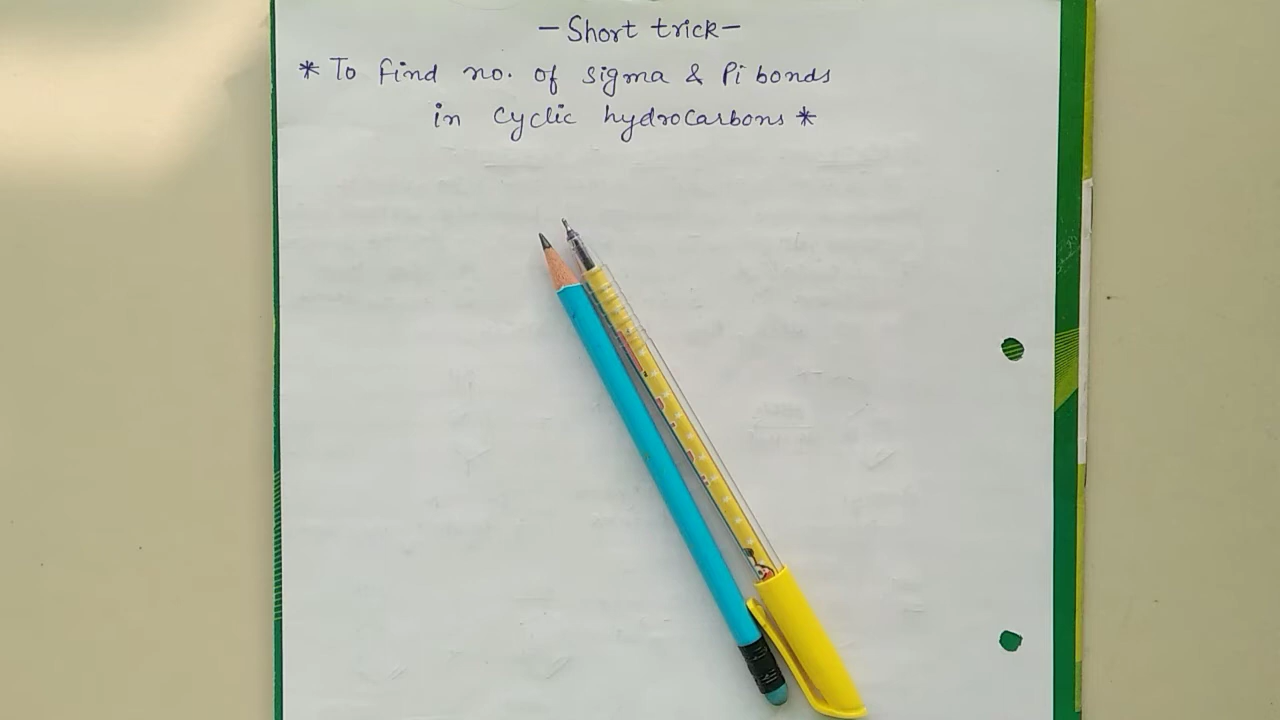 - Short trick -
* To find no. of sigma & Pi bonds
in cyclic hydrocarbons *